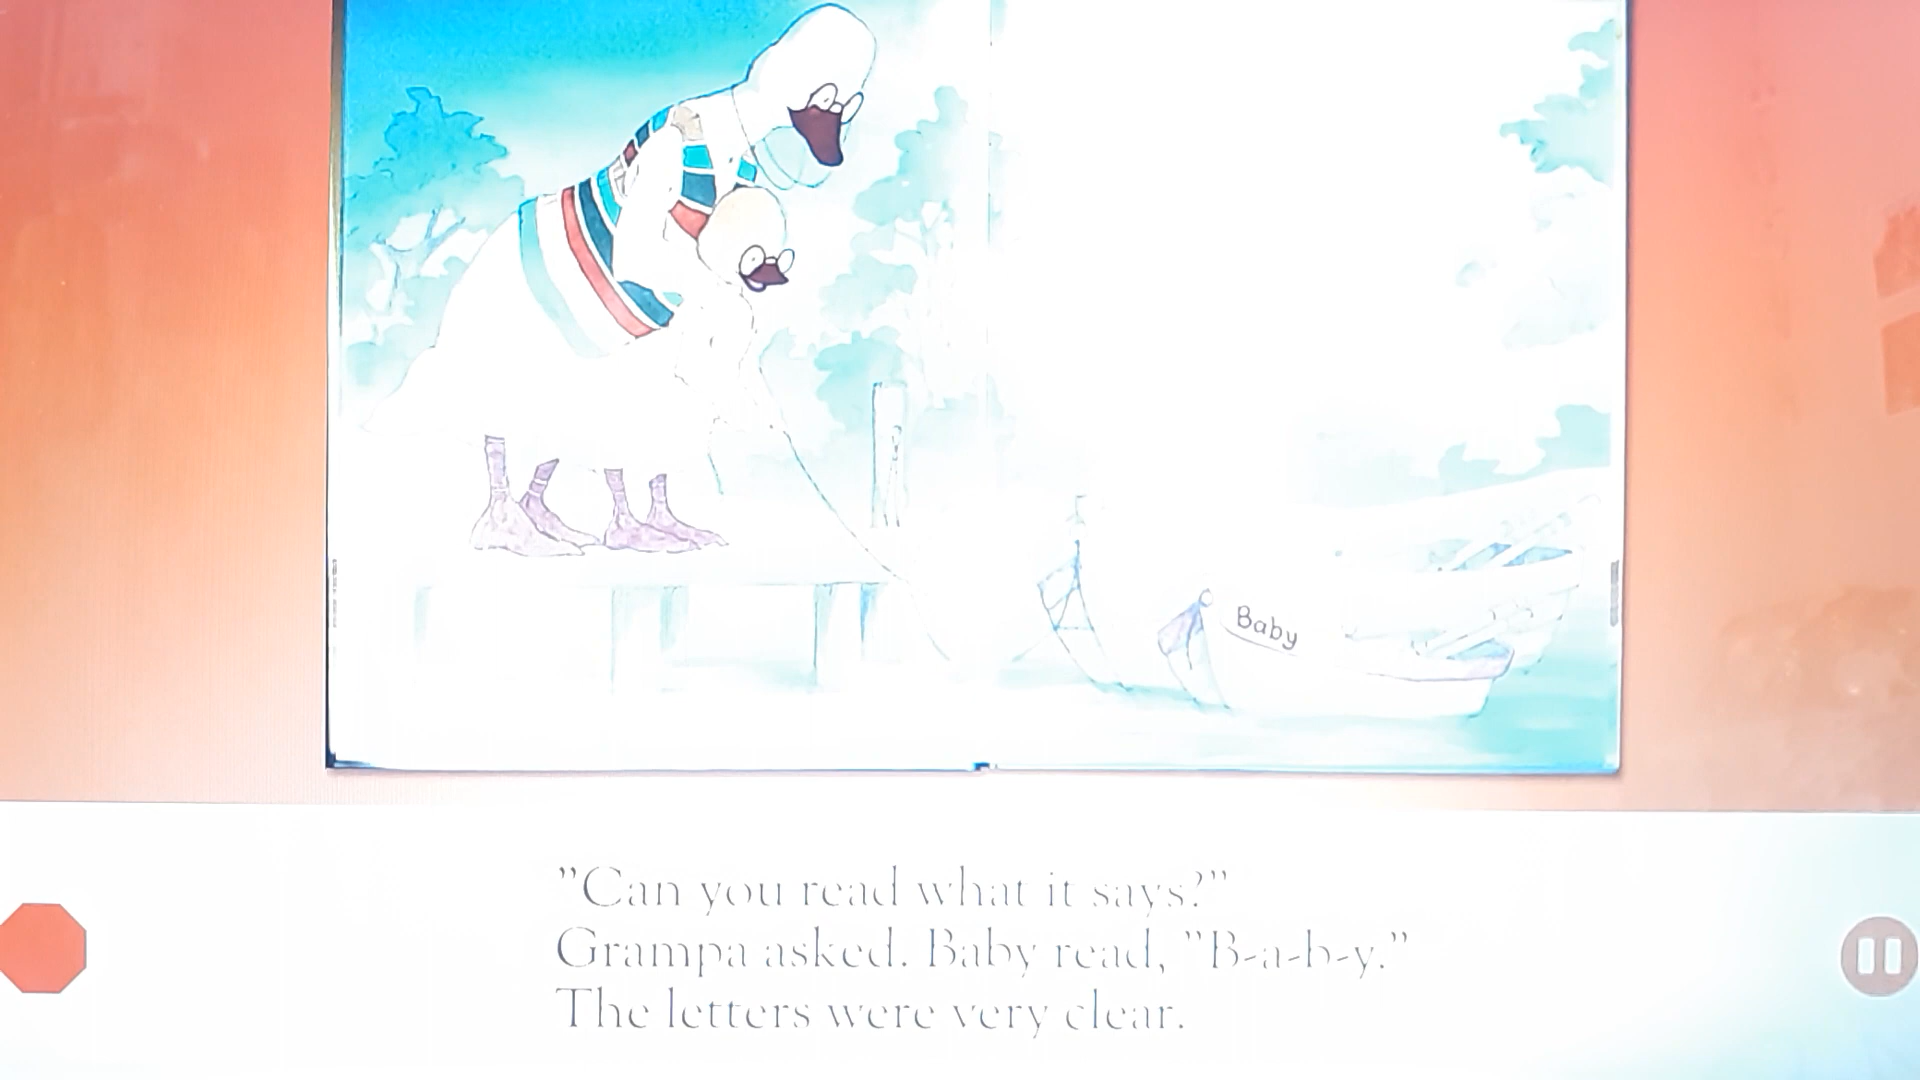 Baby
"Can you read what it says?"
Grampa asked. Baby read, "B-a-b-y."
The letters were very clear.